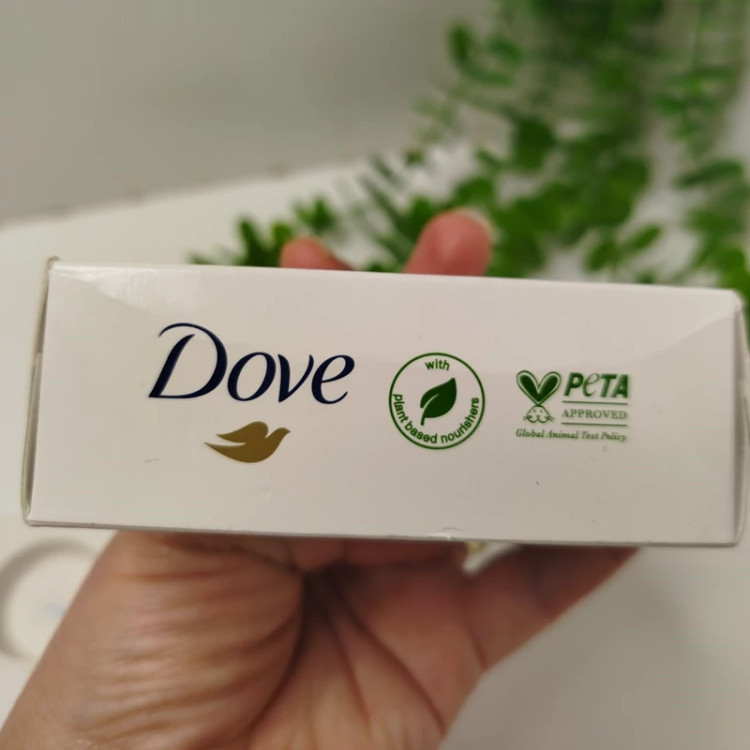 Dove
with
plant based nourishers
PETA
APPROVED
Global Animal Test Policy